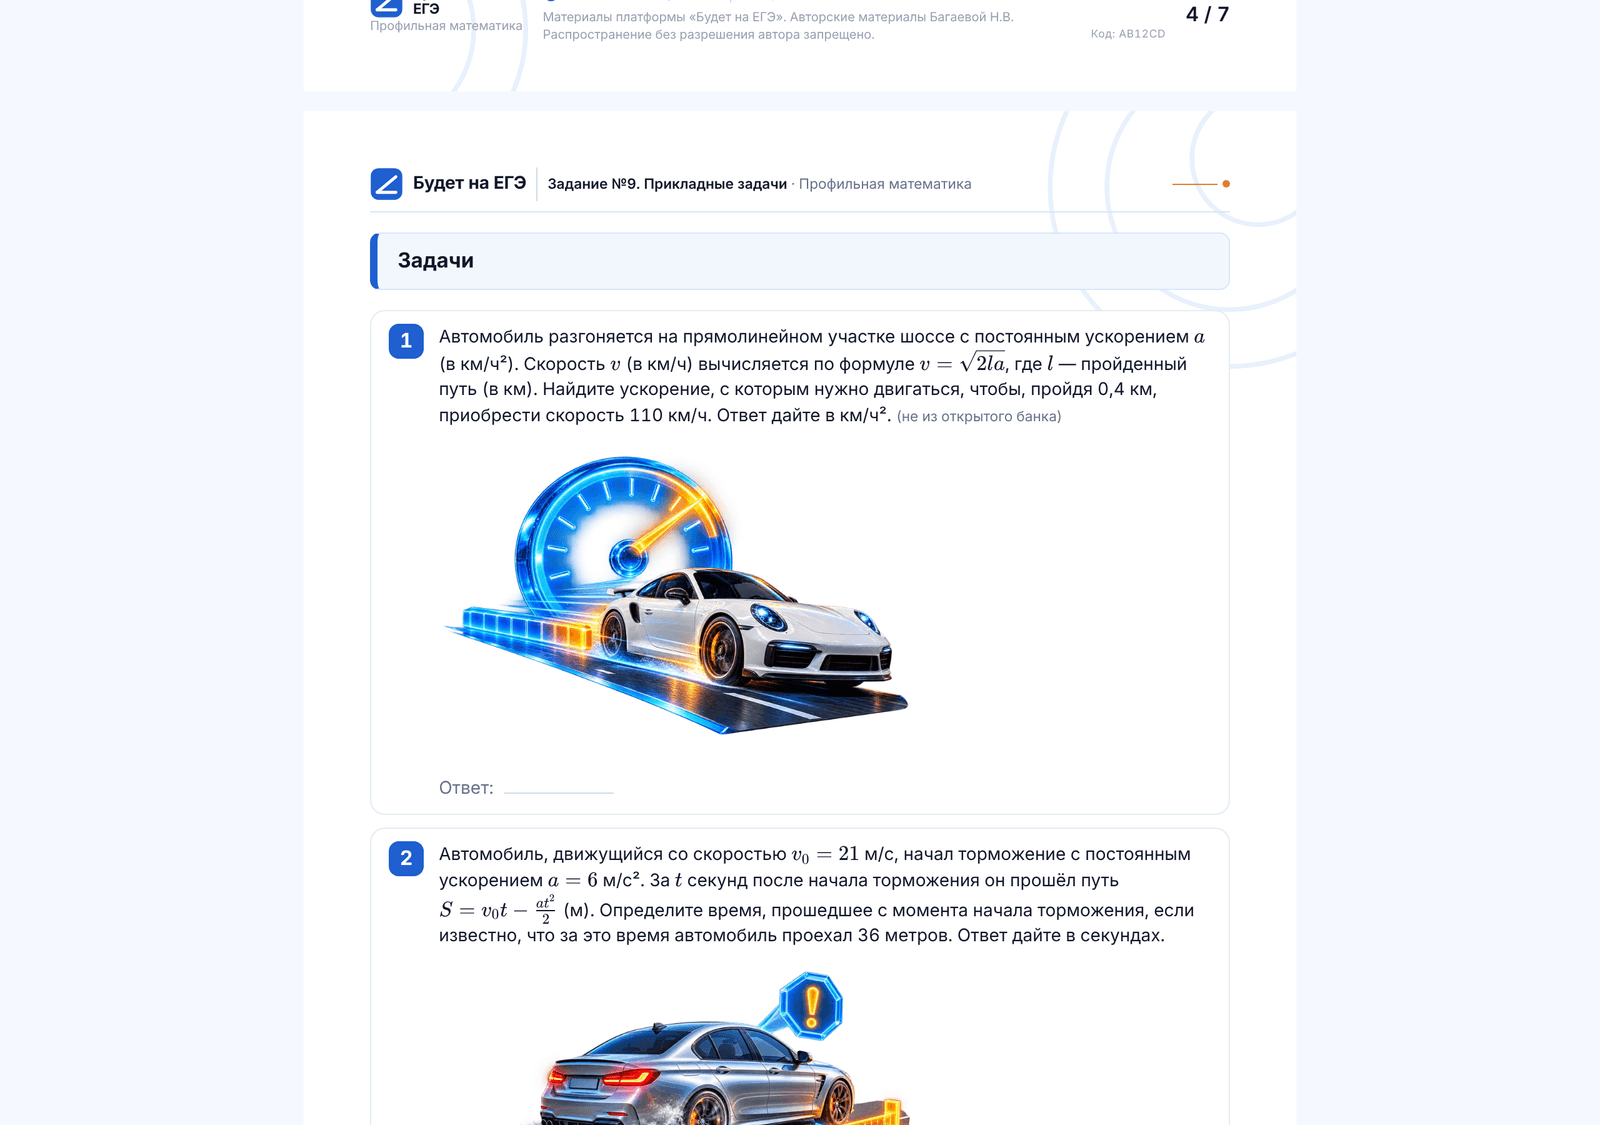 ЕГЭ
Профильная математика
Материалы платформы «Будет на ЕГЭ». Авторские материалы Багаевой Н.В.
Распространение без разрешения автора запрещено.
Код: AB12CD
4 / 7
Будет на ЕГЭ
Задание №9. Прикладные задачи · Профильная математика
Задачи
1
Автомобиль разгоняется на прямолинейном участке шоссе с постоянным ускорением a
(в км/ч²). Скорость v (в км/ч) вычисляется по формуле v = √2la, где l — пройденный
путь (в км). Найдите ускорение, с которым нужно двигаться, чтобы, пройдя 0,4 км,
приобрести скорость 110 км/ч. Ответ дайте в км/ч². (не из открытого банка)
Ответ:
2
Автомобиль, движущийся со скоростью v₀ = 21 м/с, начал торможение с постоянным
ускорением a = 6 м/с². За t секунд после начала торможения он прошёл путь
S = v₀t − at²/2 (м). Определите время, прошедшее с момента начала торможения, если
известно, что за это время автомобиль проехал 36 метров. Ответ дайте в секундах.
!